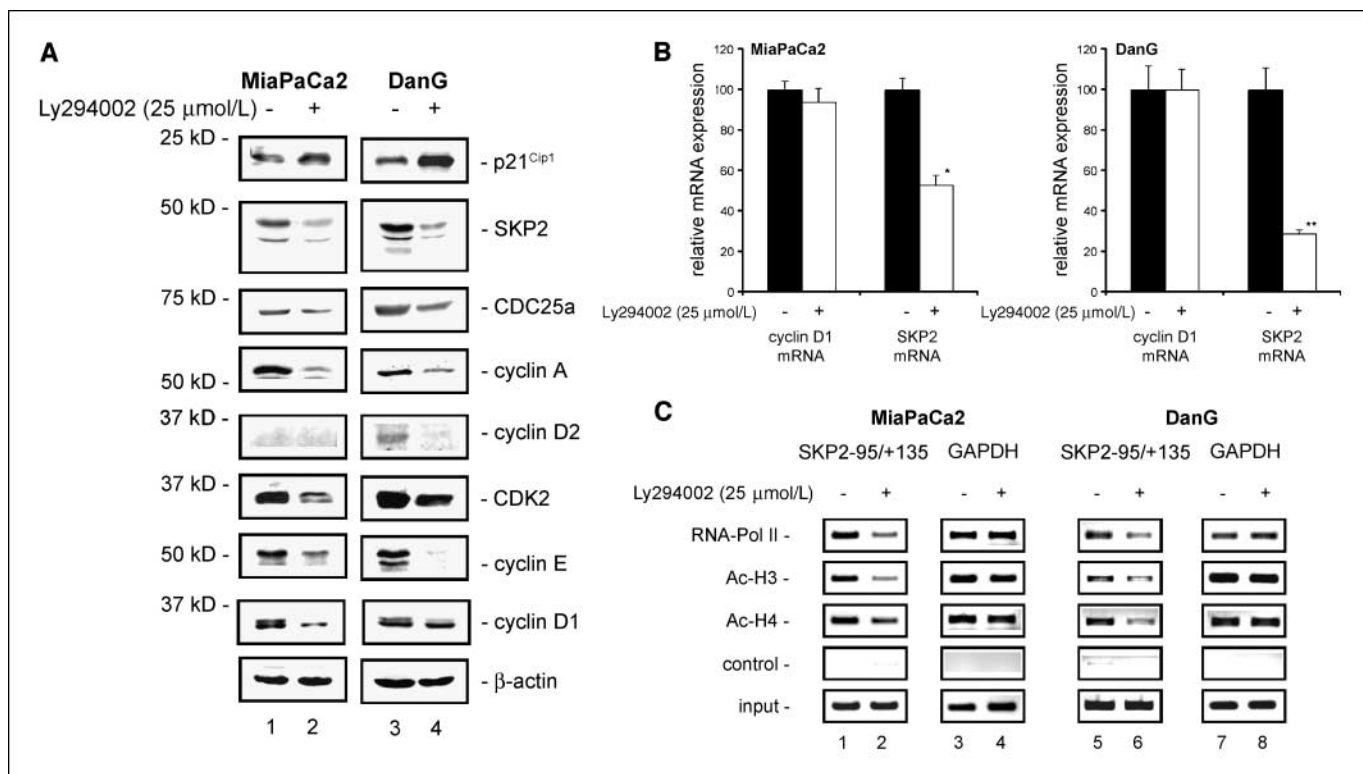 A
MiaPaCa2 DanG
Ly294002 (25 μmol/L) - + - +
25 kD - - p21Cip1
50 kD - - SKP2
75 kD - - CDC25a
50 kD - - cyclin A
37 kD - - cyclin D2
37 kD - - CDK2
50 kD - - cyclin E
37 kD - - cyclin D1
- β-actin
1 2 3 4
B
MiaPaCa2
relative mRNA expression
120
100
80
60
40
20
0
*
Ly294002 (25 μmol/L) - + - +
cyclin D1 SKP2
mRNA mRNA
DanG
relative mRNA expression
120
100
80
60
40
20
0
**
Ly294002 (25 μmol/L) - + - +
cyclin D1 SKP2
mRNA mRNA
C
MiaPaCa2 DanG
SKP2-95/+135 GAPDH SKP2-95/+135 GAPDH
Ly294002 (25 μmol/L) - + - + - + - +
RNA-Pol II -
Ac-H3 -
Ac-H4 -
control -
input -
1 2 3 4 5 6 7 8